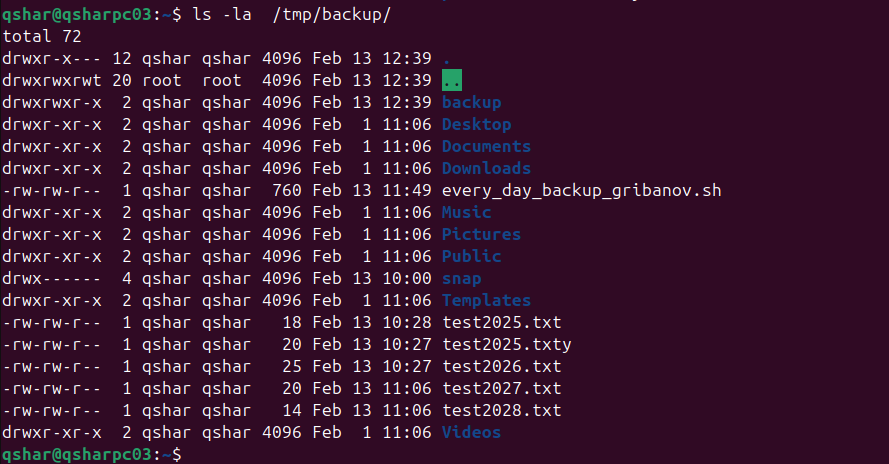 qshar@qsharpc03:~$ ls -la  /tmp/backup/
total 72
drwxr-x--- 12 qshar qshar 4096 Feb 13 12:39 .
drwxrwxrwt 20 root  root  4096 Feb 13 12:39 ..
drwxrwxr-x  2 qshar qshar 4096 Feb 13 12:39 backup
drwxr-xr-x  2 qshar qshar 4096 Feb  1 11:06 Desktop
drwxr-xr-x  2 qshar qshar 4096 Feb  1 11:06 Documents
drwxr-xr-x  2 qshar qshar 4096 Feb  1 11:06 Downloads
-rw-rw-r--  1 qshar qshar  760 Feb 13 11:49 every_day_backup_gribanov.sh
drwxr-xr-x  2 qshar qshar 4096 Feb  1 11:06 Music
drwxr-xr-x  2 qshar qshar 4096 Feb  1 11:06 Pictures
drwxr-xr-x  2 qshar qshar 4096 Feb  1 11:06 Public
drwx------  4 qshar qshar 4096 Feb 13 10:00 snap
drwxr-xr-x  2 qshar qshar 4096 Feb  1 11:06 Templates
-rw-rw-r--  1 qshar qshar   18 Feb 13 10:28 test2025.txt
-rw-rw-r--  1 qshar qshar   20 Feb 13 10:27 test2025.txty
-rw-rw-r--  1 qshar qshar   25 Feb 13 10:27 test2026.txt
-rw-rw-r--  1 qshar qshar   20 Feb 13 11:06 test2027.txt
-rw-rw-r--  1 qshar qshar   14 Feb 13 11:06 test2028.txt
drwxr-xr-x  2 qshar qshar 4096 Feb  1 11:06 Videos
qshar@qsharpc03:~$